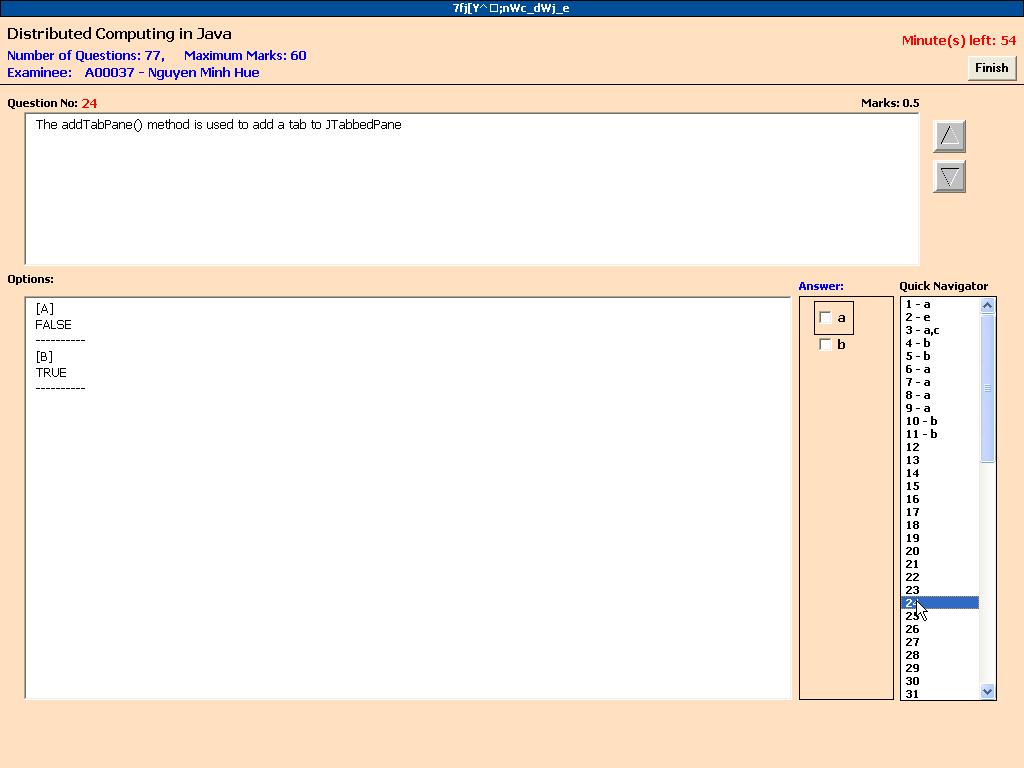 7fj[Y^□;nWc_dWj_e
Distributed Computing in Java
Number of Questions: 77, Maximum Marks: 60
Minute(s) left: 54
Examinee: A00037 - Nguyen Minh Hue
Finish
Question No: 24
Marks: 0.5
The addTabPane() method is used to add a tab to JTabbedPane
Options:
Answer:
Quick Navigator
[A]
FALSE
----------
[B]
TRUE
----------
a
b
1 - a
2 - e
3 - a,c
4 - b
5 - b
6 - a
7 - a
8 - a
9 - a
10 - b
11 - b
12
13
14
15
16
17
18
19
20
21
22
23
24
25
26
27
28
29
30
31